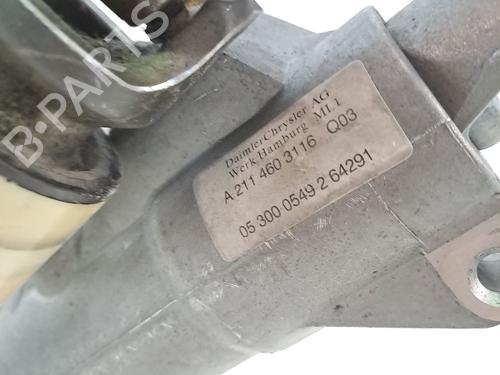 B-PARTS
DaimlerChrysler AG
Werk Hamburg ML1
A 211 460 3116 Q03
05 300 0549 2 64291